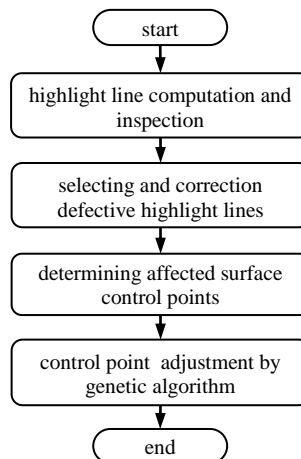 start
highlight line computation and
inspection
selecting and correction
defective highlight lines
determining affected surface
control points
control point adjustment by
genetic algorithm
end